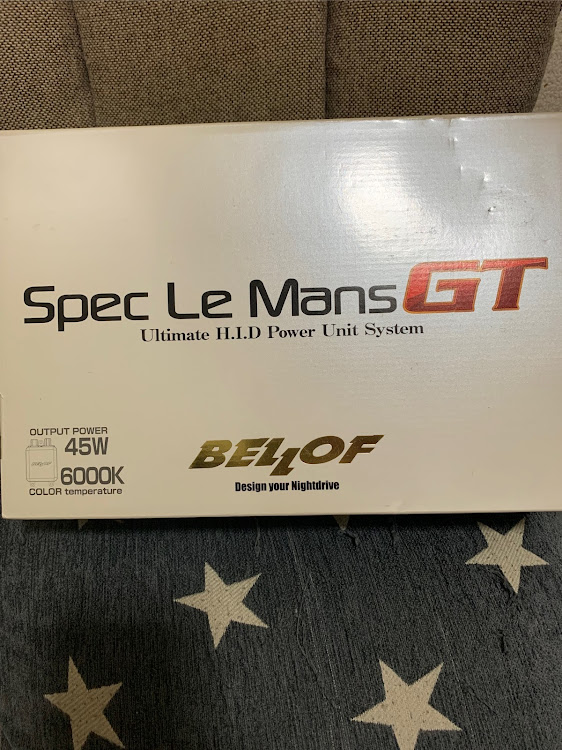 Spec Le Mans GT
Ultimate H.I.D Power Unit System
OUTPUT POWER
45W
6000K
COLOR temperature
BELLOF
Design your Nightdrive